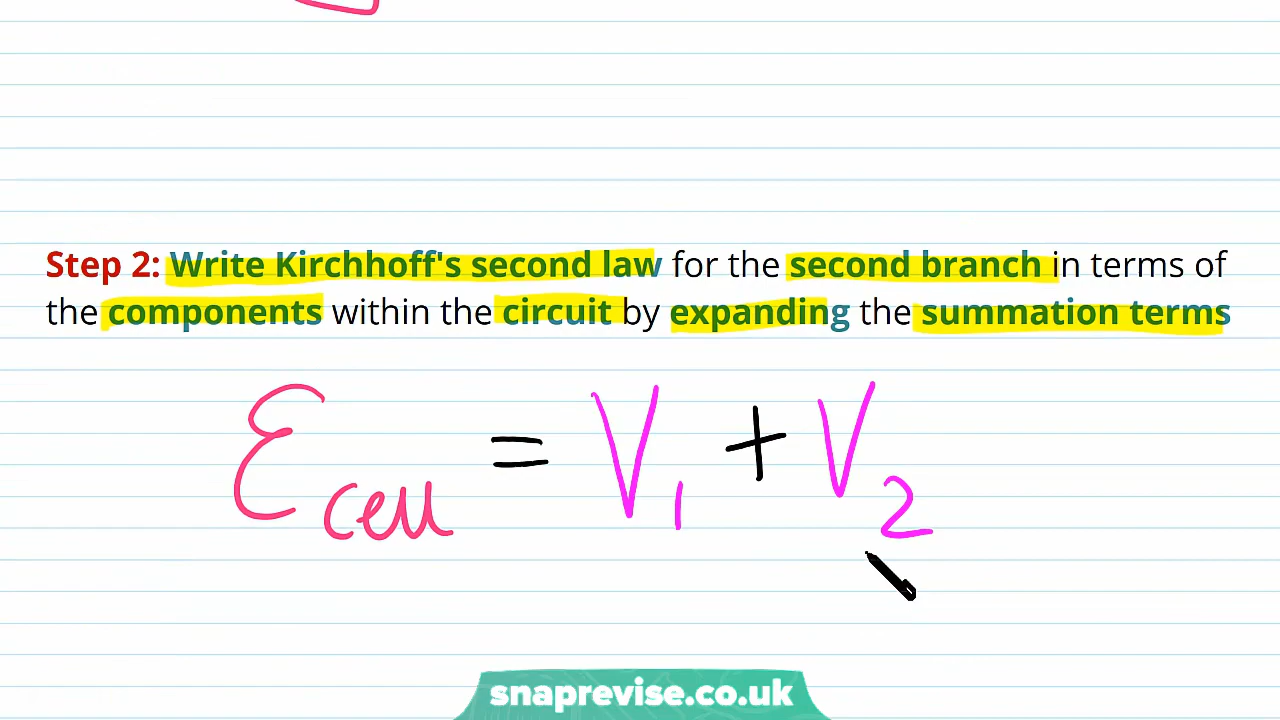 Step 2: Write Kirchhoff's second law for the second branch in terms of
the components within the circuit by expanding the summation terms
Ɛcell = V1 + V2
snaprevise.co.uk